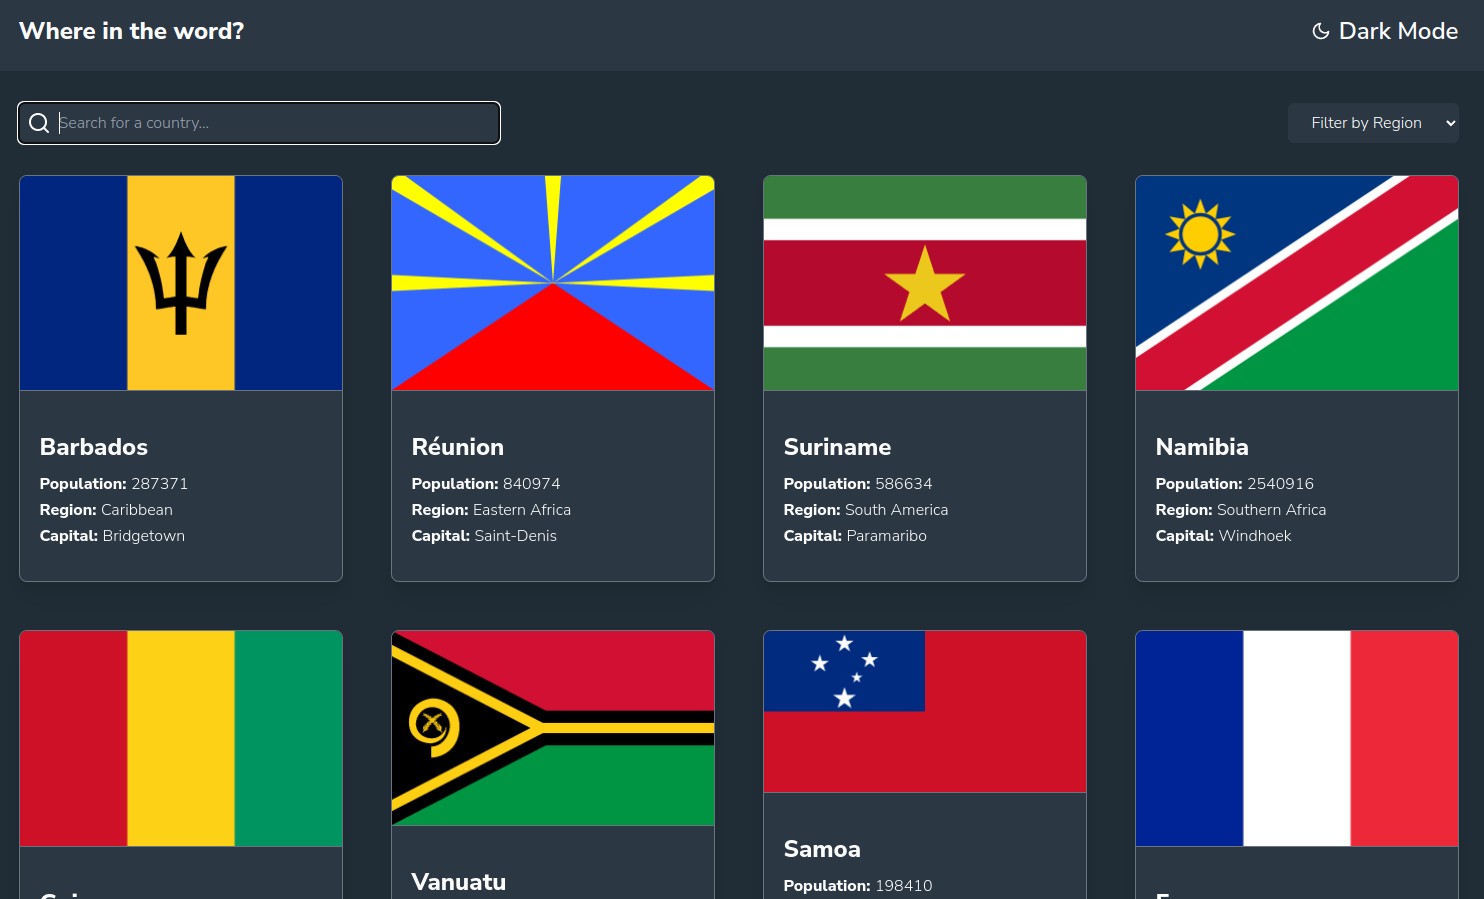 Where in the word?
Dark Mode
Search for a country...
Filter by Region
Barbados
Population: 287371
Region: Caribbean
Capital: Bridgetown
Réunion
Population: 840974
Region: Eastern Africa
Capital: Saint-Denis
Suriname
Population: 586634
Region: South America
Capital: Paramaribo
Namibia
Population: 2540916
Region: Southern Africa
Capital: Windhoek
Vanuatu
Samoa
Population: 198410